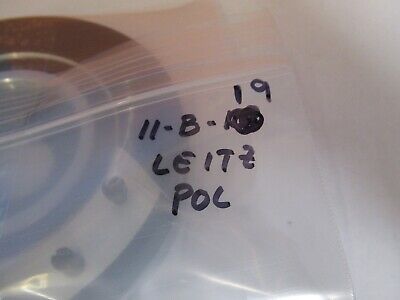 19
11-B-
LEITZ
POL